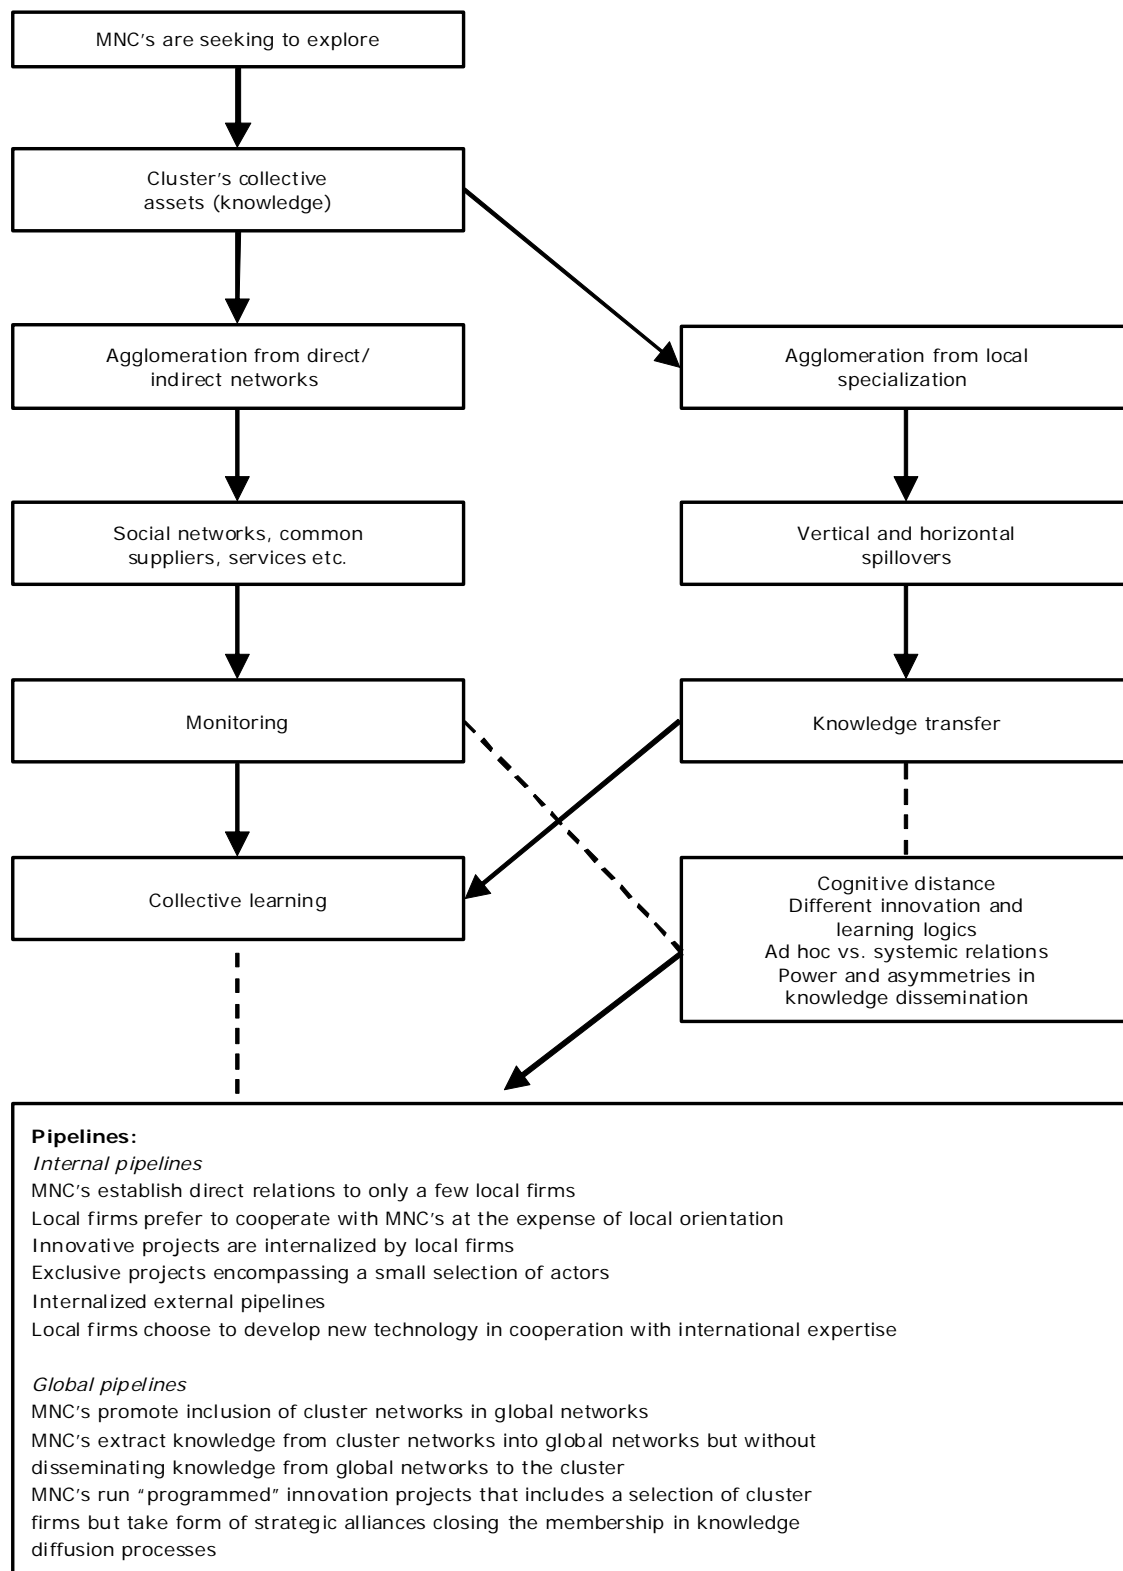 MNC's are seeking to explore
Cluster's collective
assets (knowledge)
Agglomeration from direct/
indirect networks
Agglomeration from local
specialization
Social networks, common
suppliers, services etc.
Vertical and horizontal
spillovers
Monitoring
Knowledge transfer
Collective learning
Cognitive distance
Different innovation and
learning logics
Ad hoc vs. systemic relations
Power and asymmetries in
knowledge dissemination
Pipelines:
Internal pipelines
MNC's establish direct relations to only a few local firms
Local firms prefer to cooperate with MNC's at the expense of local orientation
Innovative projects are internalized by local firms
Exclusive projects encompassing a small selection of actors
Internalized external pipelines
Local firms choose to develop new technology in cooperation with international expertise
Global pipelines
MNC's promote inclusion of cluster networks in global networks
MNC's extract knowledge from cluster networks into global networks but without
disseminating knowledge from global networks to the cluster
MNC's run "programmed" innovation projects that includes a selection of cluster
firms but take form of strategic alliances closing the membership in knowledge
diffusion processes